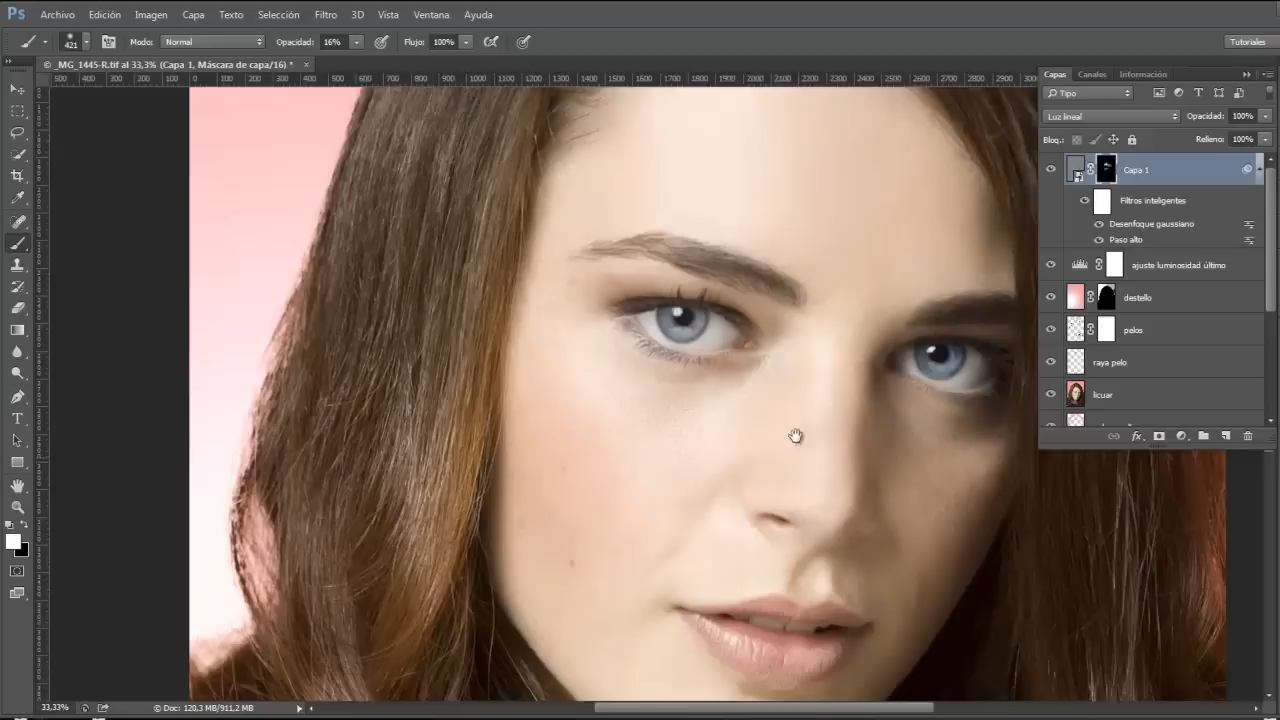 Ps Archivo Edición Imagen Capa Texto Selección Filtro 3D Vista Ventana Ayuda
421 Modo: Normal Opacidad: 16% Flujo: 100% Tutoriales
© _MG_1445-R.tif al 33,3% (Capa 1, Máscara de capa/16) * ×
500 400 300 200 100 0 100 200 300 400 500 600 700 800 900 1000 1100 1200 1300 1400 1500 1600 1700 1800 1900 2000 2100 2200 2300 2400 2500 2600 2700 2800 2900
Capas Canales Información
Tipo
Luz lineal Opacidad: 100%
Bloq.: Relleno: 100%
Capa 1
Filtros inteligentes
Desenfoque gaussiano
Paso alto
ajuste luminosidad último
destello
pelos
raya pelo
licuar
fx
T
33,33% © Doc: 120,3 MB/911,2 MB